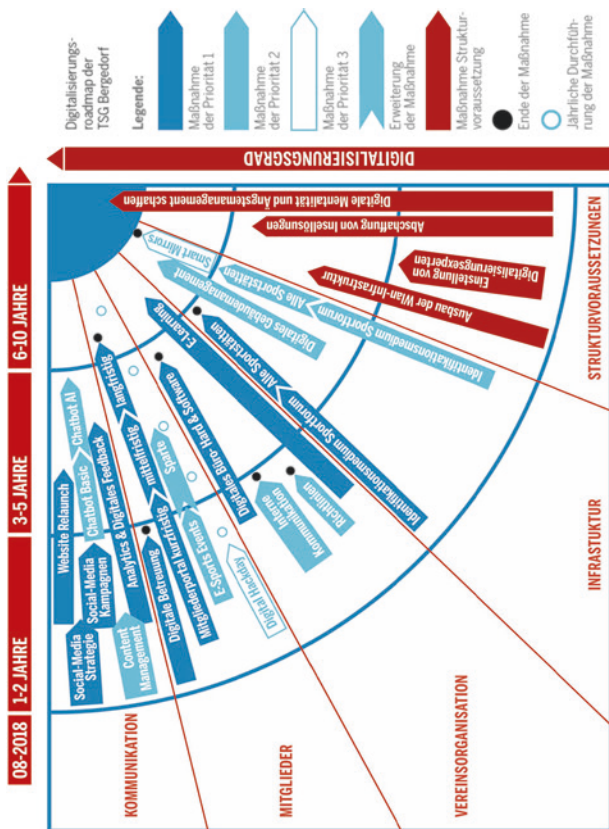 Digitalisierungs-
roadmap der
TSG Bergedorf
Legende:
Maßnahme
der Priorität 1
Maßnahme
der Priorität 2
Maßnahme
der Priorität 3
Erweiterung
der Maßnahme
Maßnahme Struktur-
voraussetzung
Ende der Maßnahme
Jährliche Durchfüh-
rung der Maßnahme
08-2018
1-2 JAHRE
3-5 JAHRE
6-10 JAHRE
DIGITALISIERUNGSGRAD
KOMMUNIKATION
Social-Media
Strategie
Website Relaunch
Social-Media
Kampagnen
Chatbot Basic
Chatbot AI
Content
Management
Analytics & Digitales Feedback
MITGLIEDER
Digitale Betreuung
Mitgliederportal kurzfristig
mittelfristig
langfristig
E-Sports Events
Sparte
Digital Hackday
VEREINSORGANISATION
Digitales Büro- Hard & Software
Interne
Kommunikation
Richtlinien
E-Learning
INFRASTUKTUR
Identifikationsmedium Sportforum
Alle Sportstätten
Digitales Gebäudemanagement
Identifikationsmedium Sportforum
Alle Sportstätten
Smart Mirrors
STRUKTURVORAUSSETZUNGEN
Ausbau der Wlan-Infrastruktur
Einstellung von
Digitalisierungsexperten
Abschaffung von Insellösungen
Digitale Mentalität und Ängstemanagement schaffen